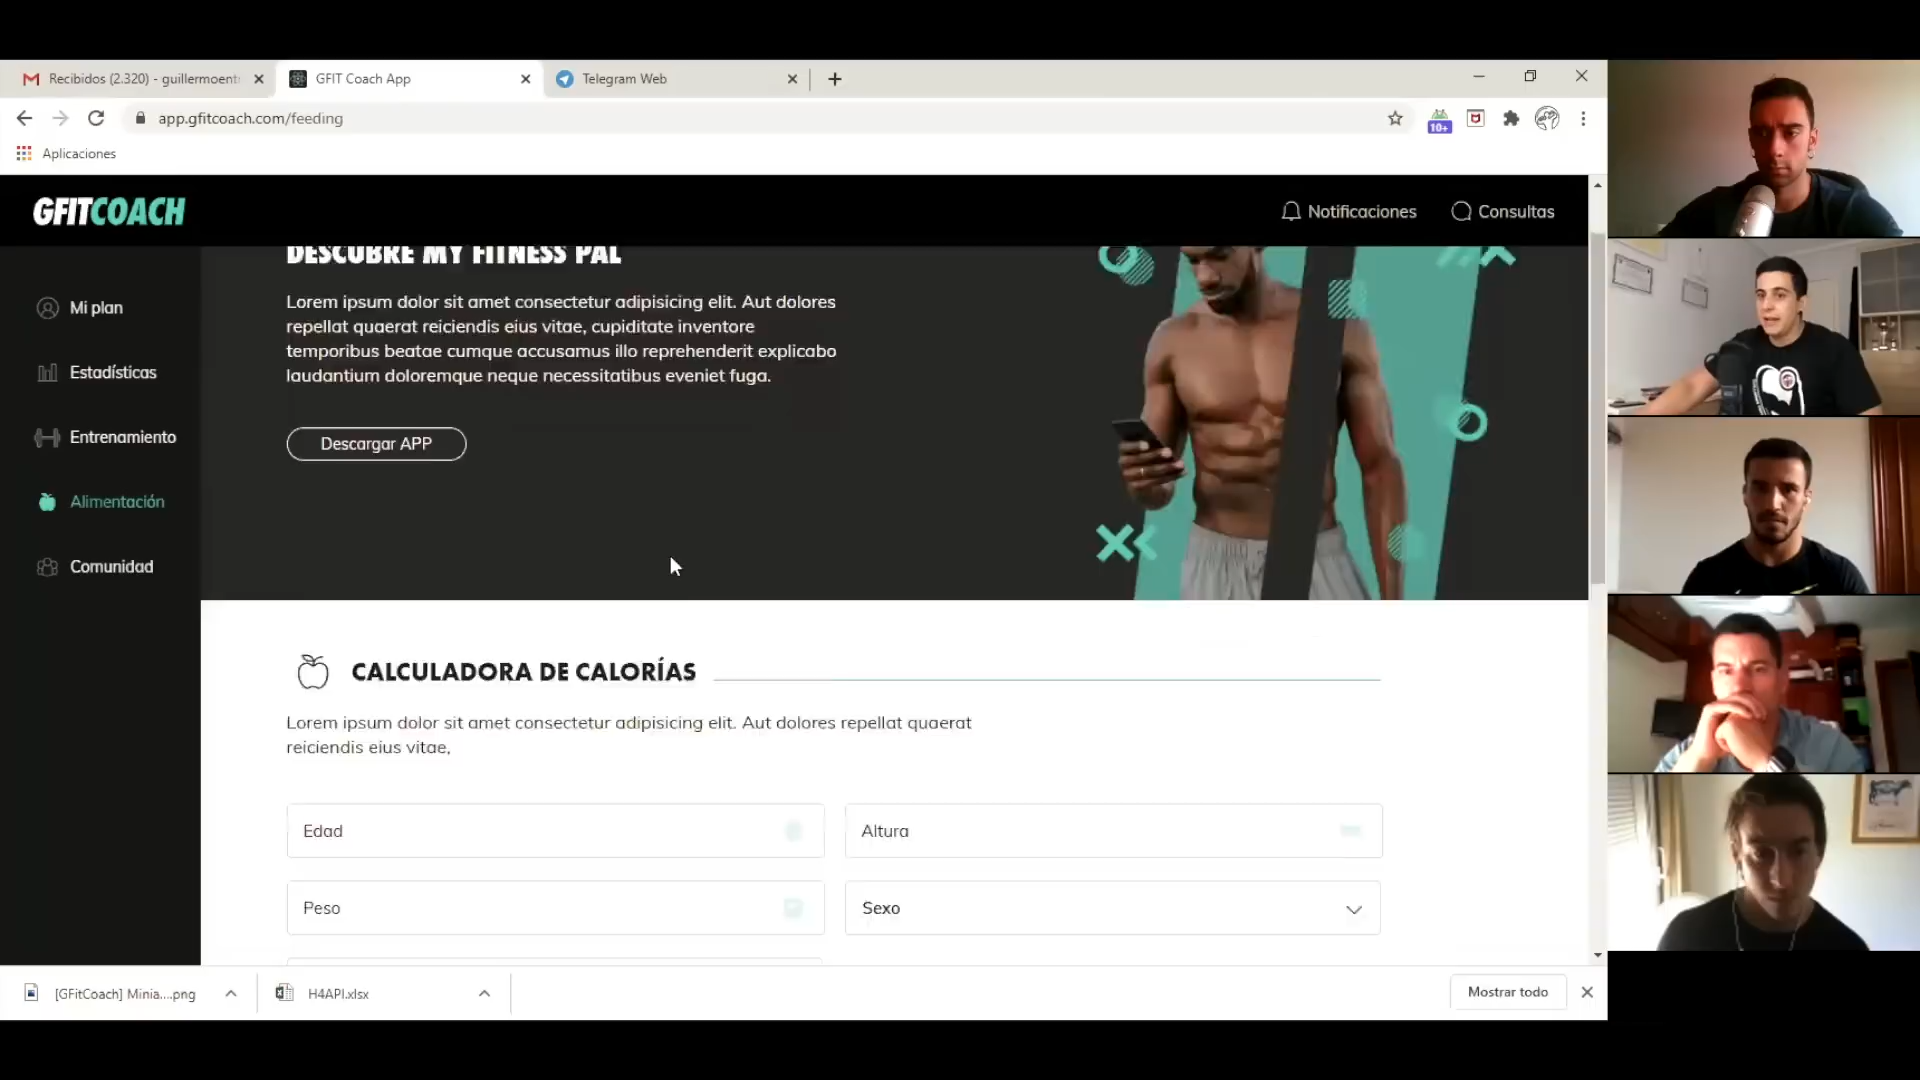 Recibidos (2.320) - guillermoent
GFIT Coach App
Telegram Web
app.gfitcoach.com/feeding
10+
Aplicaciones
GFITCOACH
Notificaciones
Consultas
Mi plan
Estadísticas
Entrenamiento
Alimentación
Comunidad
DESCUBRE MY FITNESS PAL
Lorem ipsum dolor sit amet consectetur adipisicing elit. Aut dolores
repellat quaerat reiciendis eius vitae, cupiditate inventore
temporibus beatae cumque accusamus illo reprehenderit explicabo
laudantium doloremque neque necessitatibus eveniet fuga.
Descargar APP
CALCULADORA DE CALORÍAS
Lorem ipsum dolor sit amet consectetur adipisicing elit. Aut dolores repellat quaerat
reiciendis eius vitae,
Edad
Altura
Peso
Sexo
[GFitCoach] Minia....png
H4API.xlsx
Mostrar todo